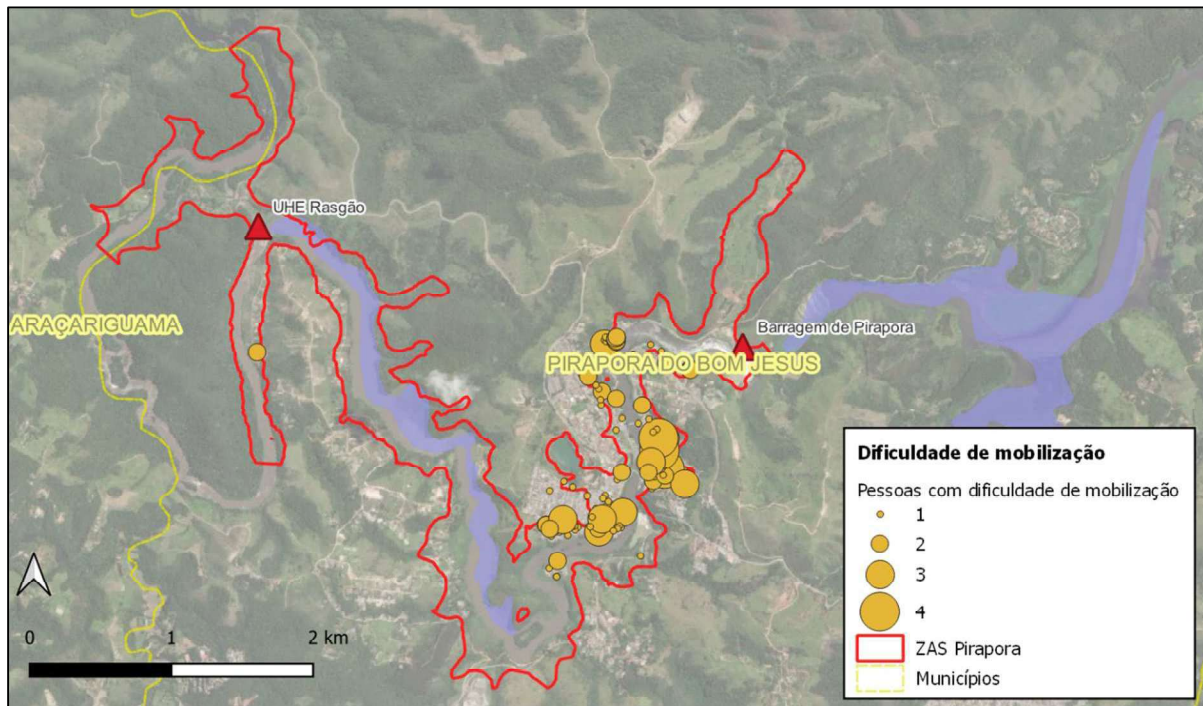 UHE Rasgão
ARAÇARIGUAMA
Barragem de Pirapora
PIRAPORA DO BOM JESUS
Dificuldade de mobilização
Pessoas com dificuldade de mobilização
1
2
3
4
ZAS Pirapora
Municípios
0 1 2 km